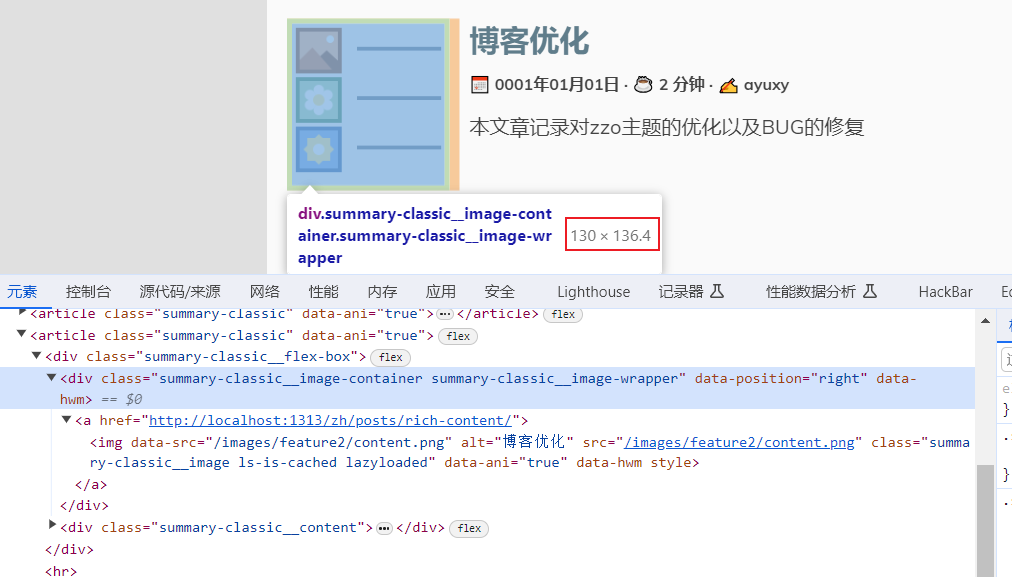 博客优化
0001年01月01日 · 2 分钟 · ayuxy
本文章记录对zzo主题的优化以及BUG的修复
div.summary-classic__image-cont
ainer.summary-classic__image-wr
apper
130 × 136.4
元素 控制台 源代码/来源 网络 性能 内存 应用 安全 Lighthouse 记录器 性能数据分析 HackBar
<article class="summary-classic" data-ani="true">…</article> flex
<article class="summary-classic" data-ani="true"> flex
<div class="summary-classic__flex-box"> flex
<div class="summary-classic__image-container summary-classic__image-wrapper" data-position="right" data-
hwm> == $0
<a href="http://localhost:1313/zh/posts/rich-content/">
<img data-src="/images/feature2/content.png" alt="博客优化" src="/images/feature2/content.png" class="summa
ry-classic__image ls-is-cached lazyloaded" data-ani="true" data-hwm style>
</a>
</div>
<div class="summary-classic__content">…</div> flex
</div>
<hr>
}
}